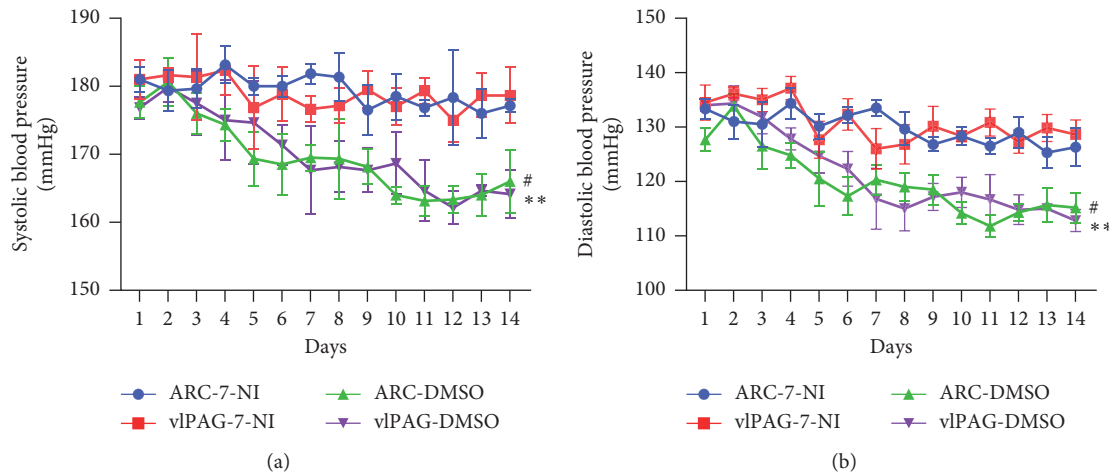 190
180
170
160
150
Systolic blood pressure
(mmHg)
1 2 3 4 5 6 7 8 9 10 11 12 13 14
Days
#
**
ARC-7-NI
vlPAG-7-NI
ARC-DMSO
vlPAG-DMSO
(a)
150
140
130
120
110
100
Diastolic blood pressure
(mmHg)
1 2 3 4 5 6 7 8 9 10 11 12 13 14
Days
#
**
ARC-7-NI
vlPAG-7-NI
ARC-DMSO
vlPAG-DMSO
(b)